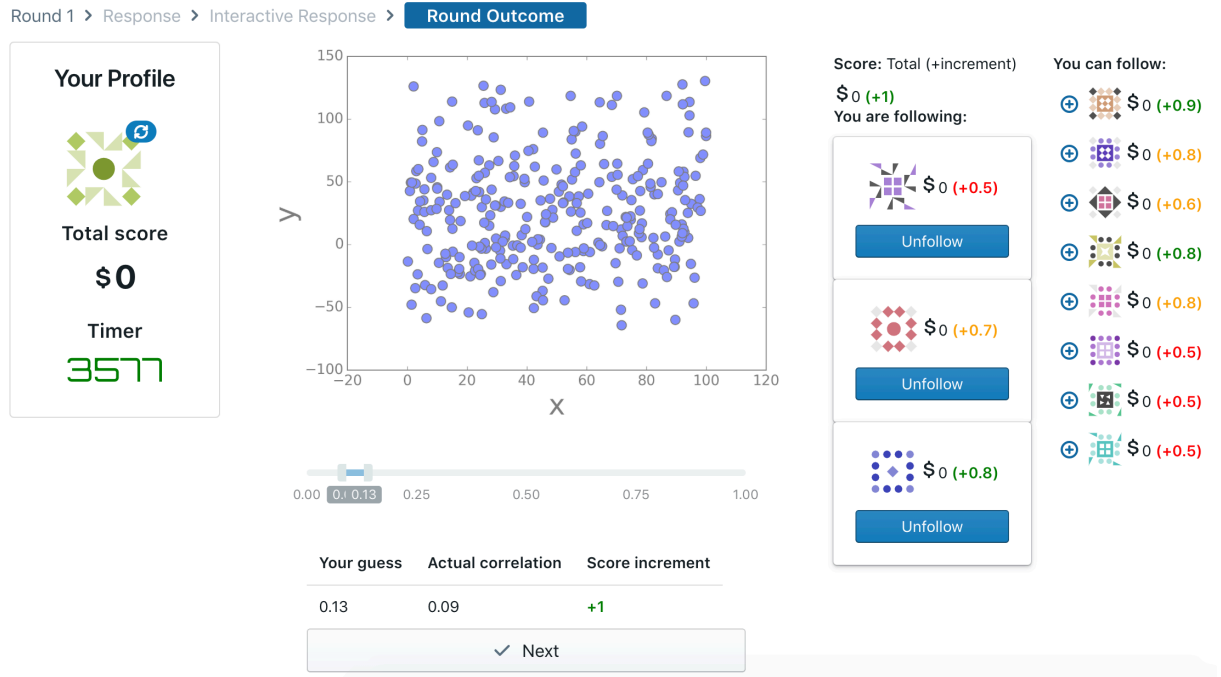 Round 1 > Response > Interactive Response > Round Outcome
Your Profile
Total score
$0
Timer
3577
150
100
50
0
−50
−100
−20 0 20 40 60 80 100 120
y
x
0.00 0.13 0.25 0.50 0.75 1.00
Your guess Actual correlation Score increment
0.13 0.09 +1
Next
Score: Total (+increment)
$0 (+1)
You are following:
$0 (+0.5)
Unfollow
$0 (+0.7)
Unfollow
$0 (+0.8)
Unfollow
You can follow:
$0 (+0.9)
$0 (+0.8)
$0 (+0.6)
$0 (+0.8)
$0 (+0.8)
$0 (+0.5)
$0 (+0.5)
$0 (+0.5)